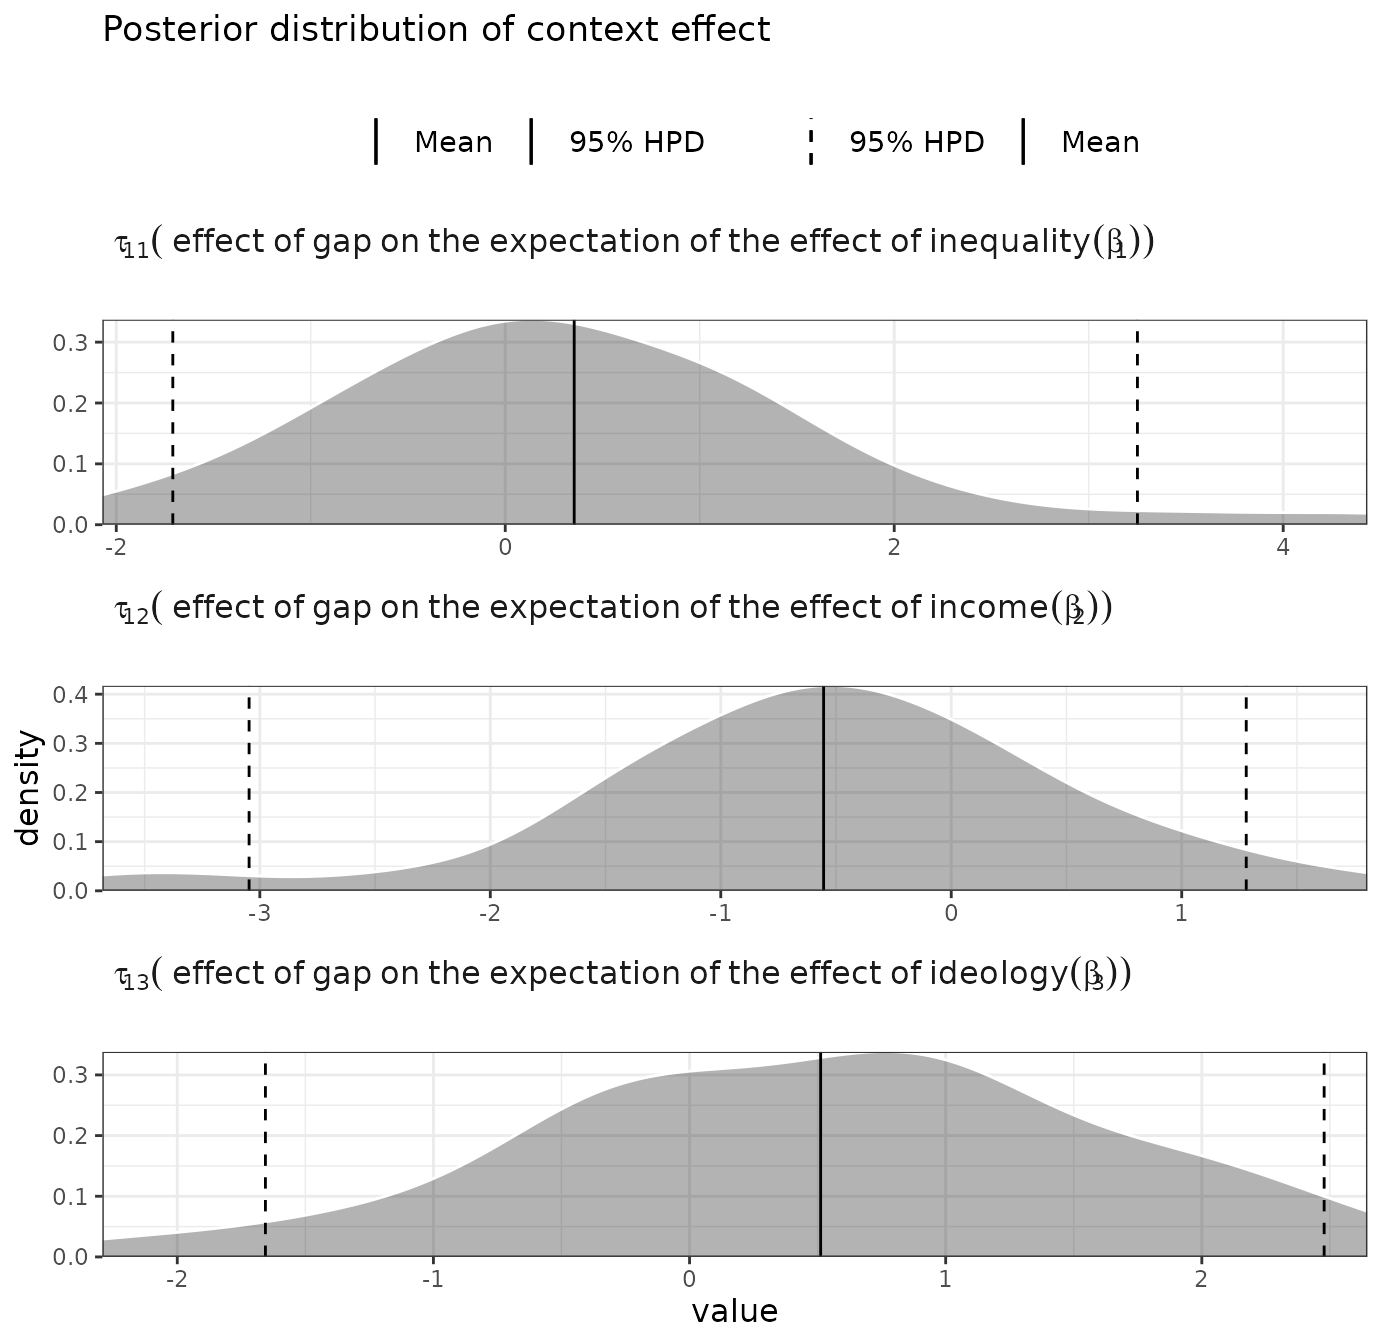 Posterior distribution of context effect
Mean 95% HPD 95% HPD Mean
τ11( effect of gap on the expectation of the effect of inequality(β1))
0.3
0.2
0.1
0.0
-2 0 2 4
τ12( effect of gap on the expectation of the effect of income(β2))
0.4
0.3
0.2
0.1
0.0
-3 -2 -1 0 1
density
τ13( effect of gap on the expectation of the effect of ideology(β3))
0.3
0.2
0.1
0.0
-2 -1 0 1 2
value